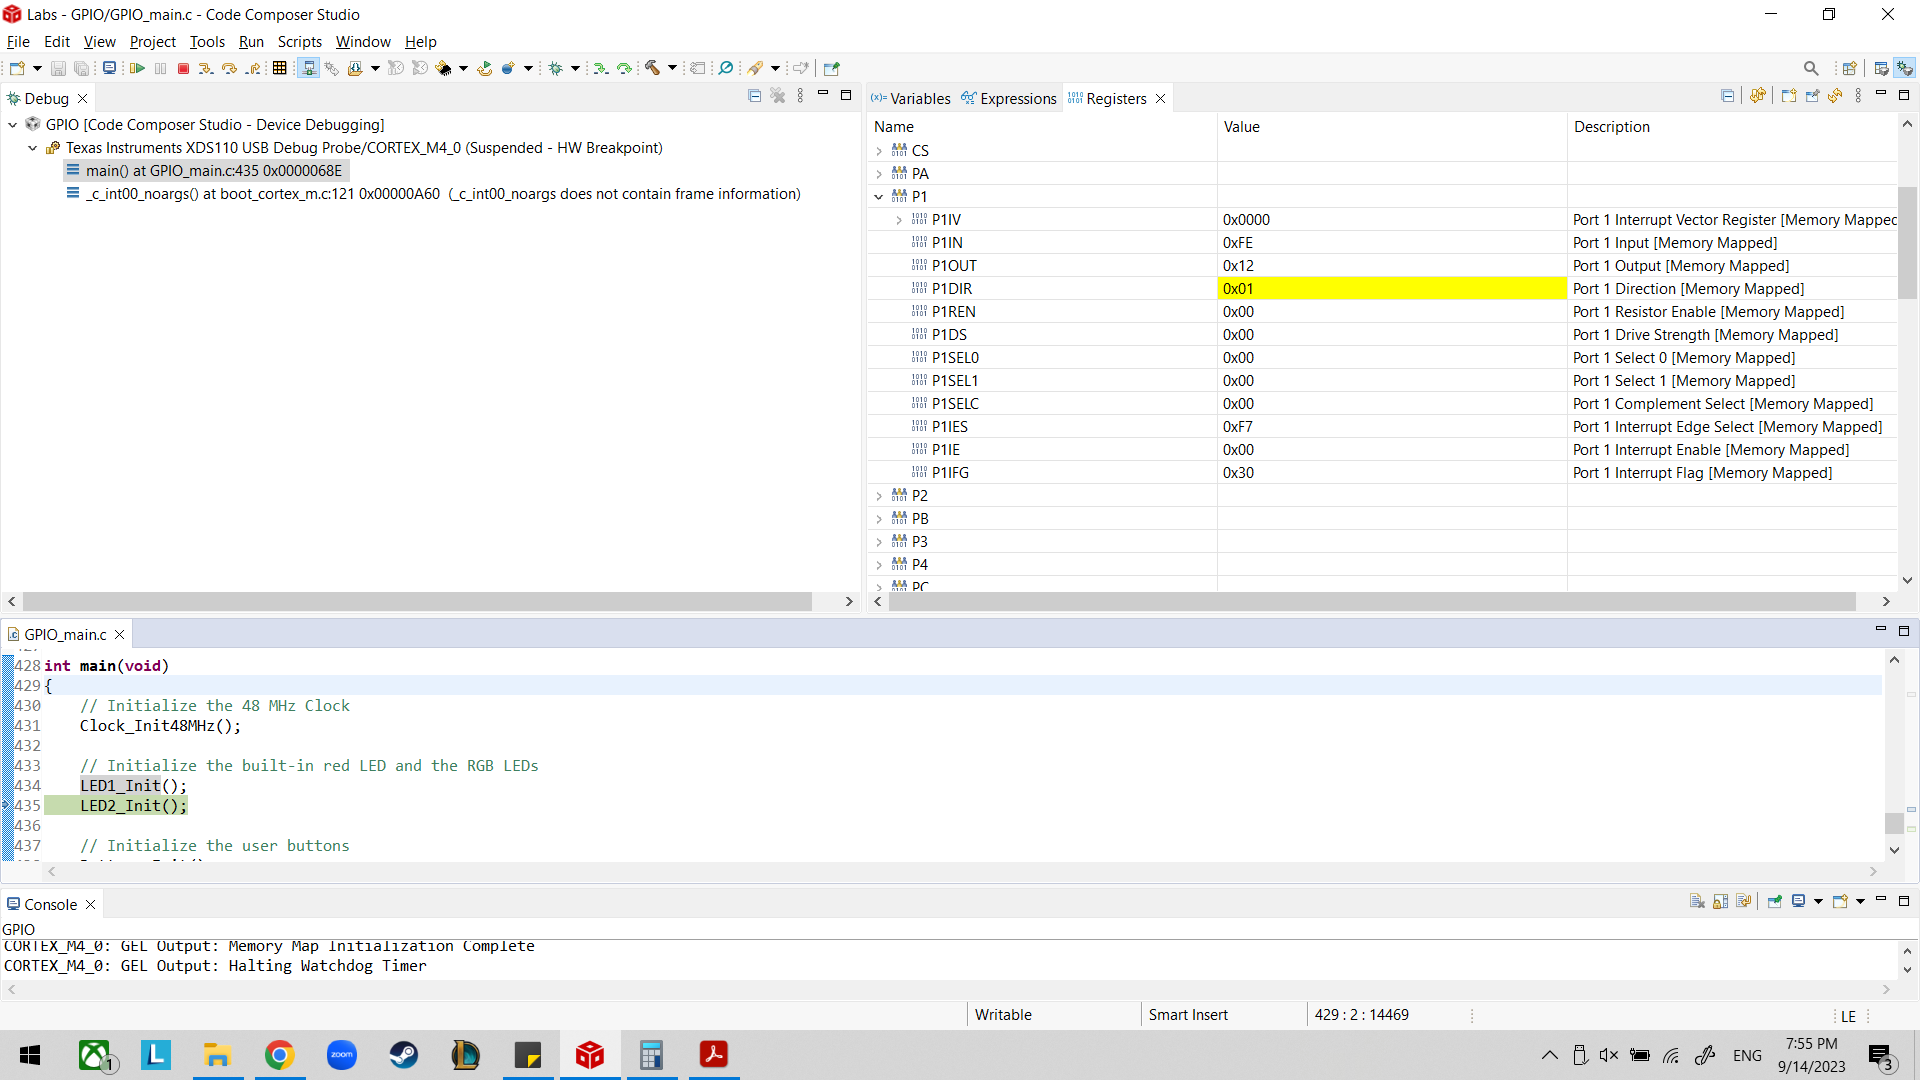 Labs - GPIO/GPIO_main.c - Code Composer Studio
File Edit View Project Tools Run Scripts Window Help
Debug
GPIO [Code Composer Studio - Device Debugging]
Texas Instruments XDS110 USB Debug Probe/CORTEX_M4_0 (Suspended - HW Breakpoint)
main() at GPIO_main.c:435 0x0000068E
_c_int00_noargs() at boot_cortex_m.c:121 0x00000A60 (_c_int00_noargs does not contain frame information)
(x)= Variables Expressions Registers
Name Value Description
CS
PA
P1
P1IV 0x0000 Port 1 Interrupt Vector Register [Memory Mapped
P1IN 0xFE Port 1 Input [Memory Mapped]
P1OUT 0x12 Port 1 Output [Memory Mapped]
P1DIR 0x01 Port 1 Direction [Memory Mapped]
P1REN 0x00 Port 1 Resistor Enable [Memory Mapped]
P1DS 0x00 Port 1 Drive Strength [Memory Mapped]
P1SEL0 0x00 Port 1 Select 0 [Memory Mapped]
P1SEL1 0x00 Port 1 Select 1 [Memory Mapped]
P1SELC 0x00 Port 1 Complement Select [Memory Mapped]
P1IES 0xF7 Port 1 Interrupt Edge Select [Memory Mapped]
P1IE 0x00 Port 1 Interrupt Enable [Memory Mapped]
P1IFG 0x30 Port 1 Interrupt Flag [Memory Mapped]
P2
PB
P3
P4
PC
GPIO_main.c
428 int main(void)
429 {
430 // Initialize the 48 MHz Clock
431 Clock_Init48MHz();
432
433 // Initialize the built-in red LED and the RGB LEDs
434 LED1_Init();
435 LED2_Init();
436
437 // Initialize the user buttons
Console
GPIO
CORTEX_M4_0: GEL Output: Memory Map Initialization Complete
CORTEX_M4_0: GEL Output: Halting Watchdog Timer
Writable Smart Insert 429 : 2 : 14469 LE
1 L zoom ENG 7:55 PM
9/14/2023 3